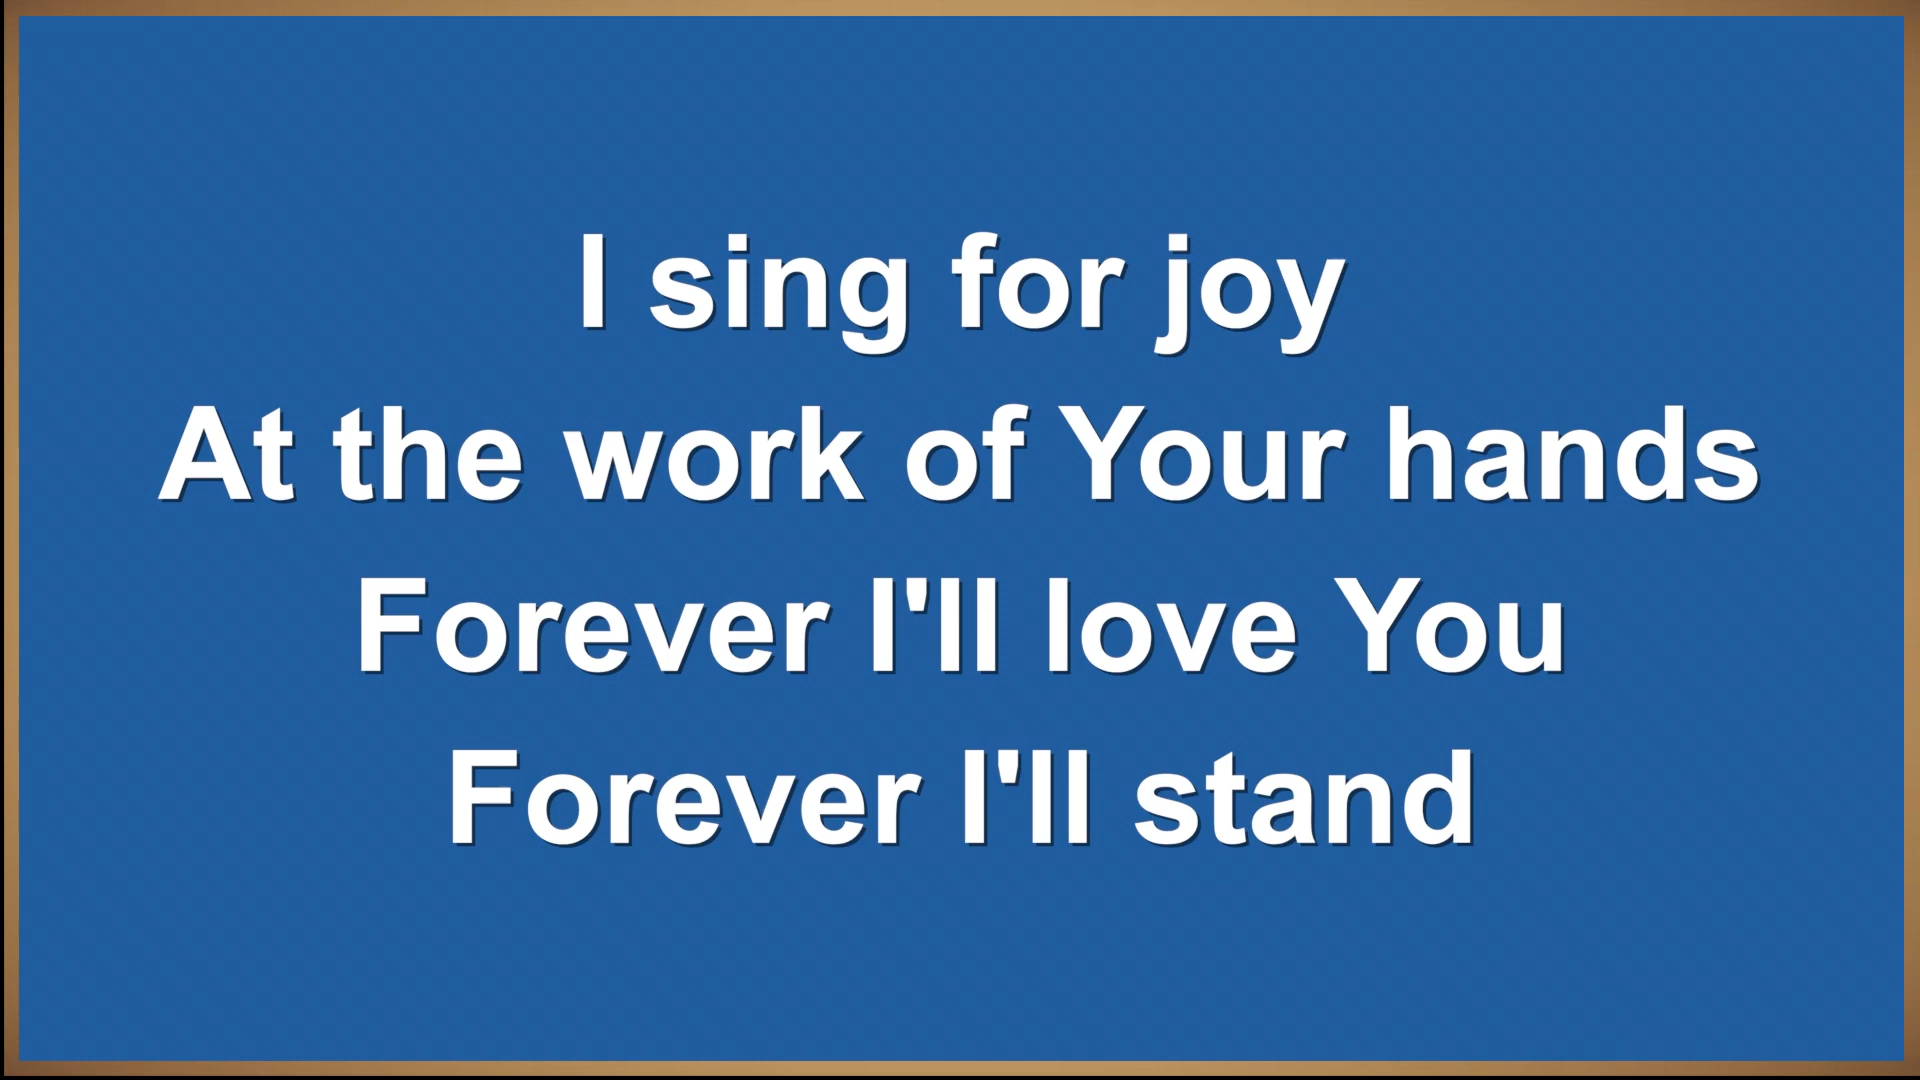 I sing for joy
At the work of Your hands
Forever I'll love You
Forever I'll stand